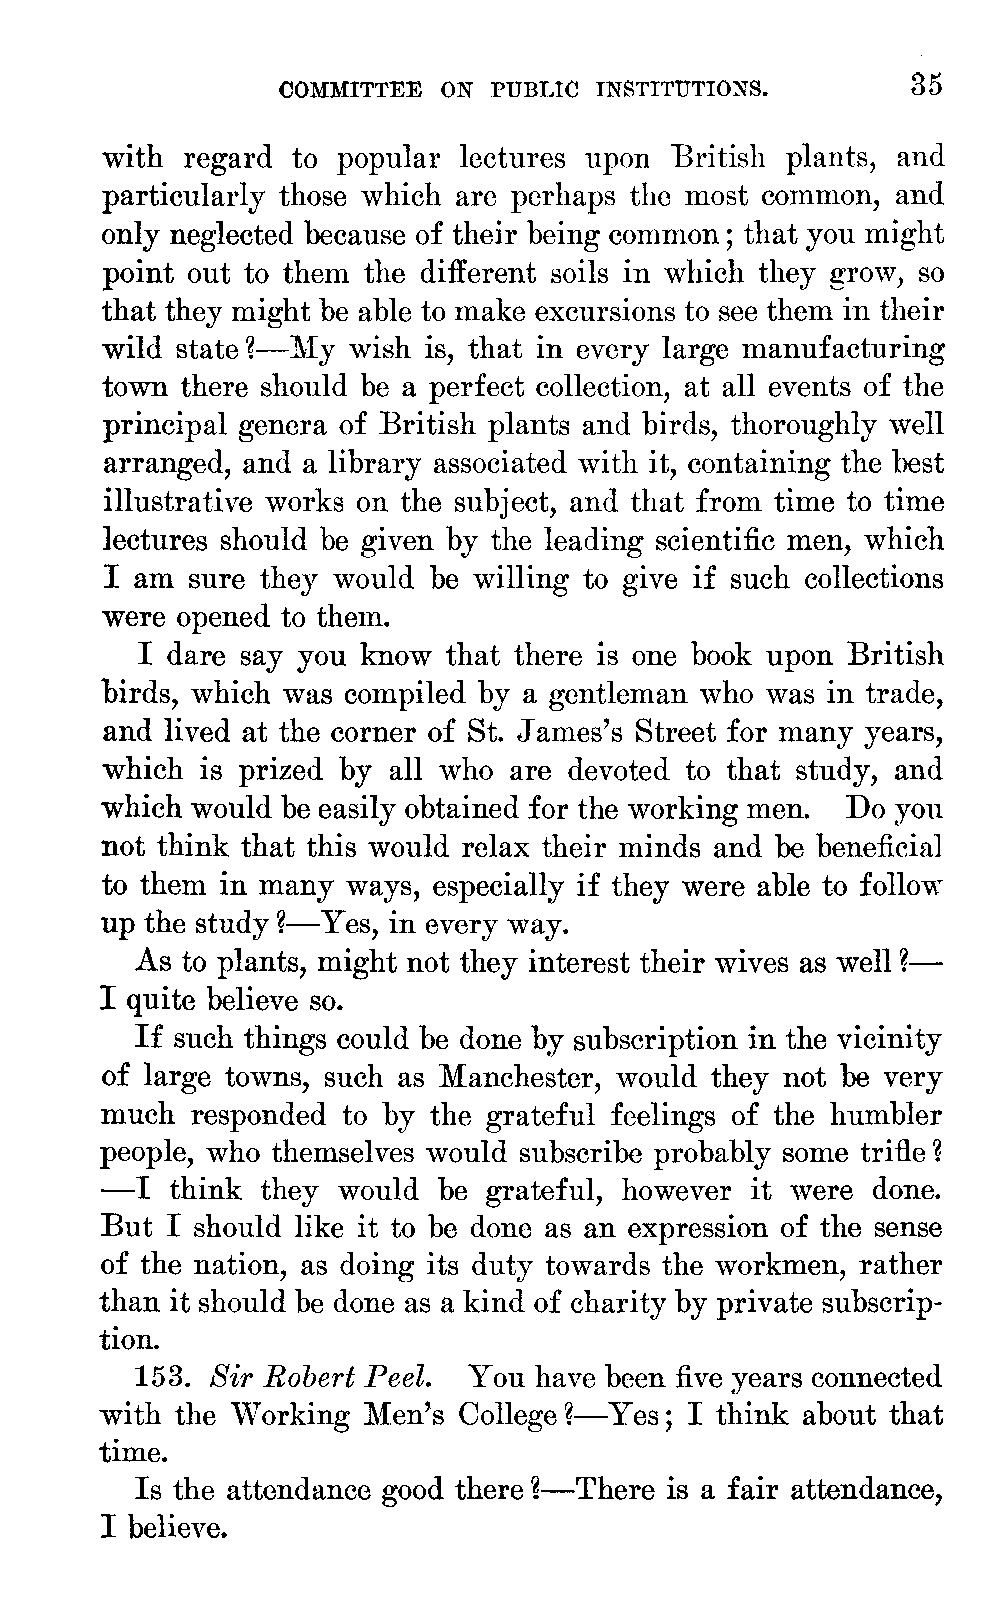 COMMITTEE ON PUBLIC INSTITUTIONS. 35
with regard to popular lectures upon British plants, and
particularly those which are perhaps the most common, and
only neglected because of their being common; that you might
point out to them the different soils in which they grow, so
that they might be able to make excursions to see them in their
wild state?—My wish is, that in every large manufacturing
town there should be a perfect collection, at all events of the
principal genera of British plants and birds, thoroughly well
arranged, and a library associated with it, containing the best
illustrative works on the subject, and that from time to time
lectures should be given by the leading scientific men, which
I am sure they would be willing to give if such collections
were opened to them.
I dare say you know that there is one book upon British
birds, which was compiled by a gentleman who was in trade,
and lived at the corner of St. James's Street for many years,
which is prized by all who are devoted to that study, and
which would be easily obtained for the working men. Do you
not think that this would relax their minds and be beneficial
to them in many ways, especially if they were able to follow
up the study?—Yes, in every way.
As to plants, might not they interest their wives as well?—
I quite believe so.
If such things could be done by subscription in the vicinity
of large towns, such as Manchester, would they not be very
much responded to by the grateful feelings of the humbler
people, who themselves would subscribe probably some trifle?
—I think they would be grateful, however it were done.
But I should like it to be done as an expression of the sense
of the nation, as doing its duty towards the workmen, rather
than it should be done as a kind of charity by private subscrip-
tion.
153. Sir Robert Peel. You have been five years connected
with the Working Men's College?—Yes; I think about that
time.
Is the attendance good there?—There is a fair attendance,
I believe.